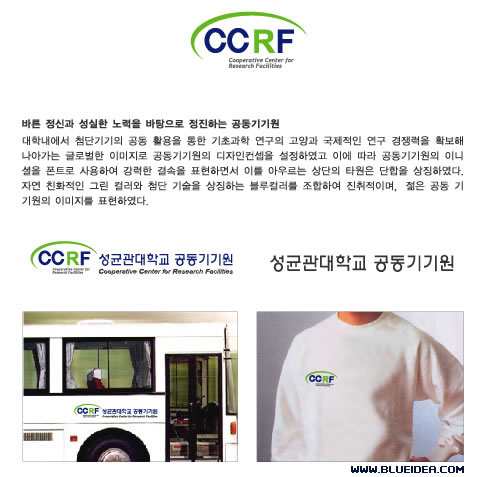 CCRF
Cooperative Center for
Research Facilities
바른 정신과 성실한 노력을 바탕으로 정진하는 공동기기원
대학내에서 첨단기기의 공동 활용을 통한 기초과학 연구의 고양과 국제적인 연구 경쟁력을 확보해
나아가는 글로벌한 이미지로 공동기기원의 디자인컨셉을 설정하였고 이에 따라 공동기기원의 이니
셜을 폰트로 사용하여 강력한 결속을 표현하면서 이를 아우르는 상단의 타원은 단합을 상징하였다.
자연 친화적인 그린 컬러와 첨단 기술을 상징하는 블루컬러를 조합하여 진취적이며, 젊은 공동 기
기원의 이미지를 표현하였다.
CCRF 성균관대학교 공동기기원
Cooperative Center for
Research Facilities
Cooperative Center for Research Facilities
성균관대학교 공동기기원
CCRF 성균관대학교 공동기기원
Cooperative Center for Research Facilities
CCRF
WWW.BLUEIDEA.COM